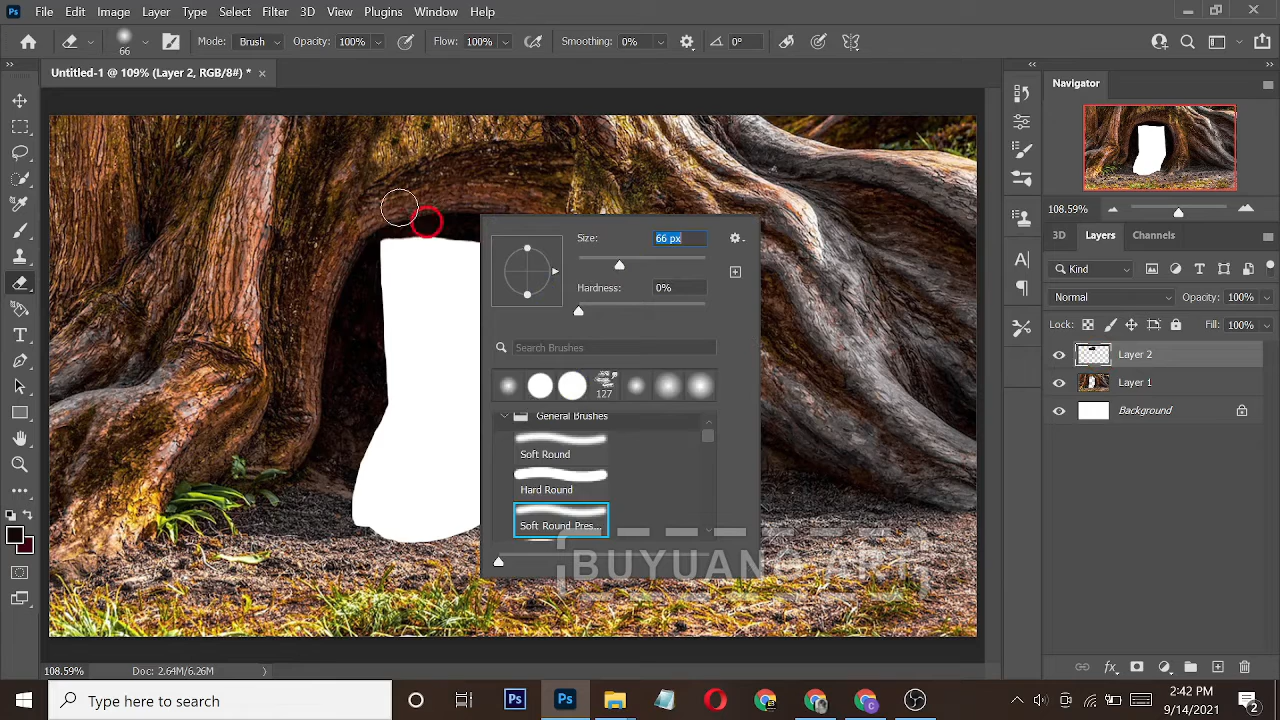 Ps File Edit Image Layer Type Select Filter 3D View Plugins Window Help
66 Mode: Brush Opacity: 100% Flow: 100% Smoothing: 0% 0°
Untitled-1 @ 109% (Layer 2, RGB/8#) *
Navigator
108.59%
3D Layers Channels
Kind
Normal Opacity: 100%
Lock: Fill: 100%
Layer 2
Layer 1
Background
Size: 66 px
Hardness: 0%
Search Brushes
127
General Brushes
Soft Round
Hard Round
Soft Round Pres...
BUYUANG ART
108.59% Doc: 2.64M/6.26M
Type here to search
Ps Ps
2:42 PM
9/14/2021
2